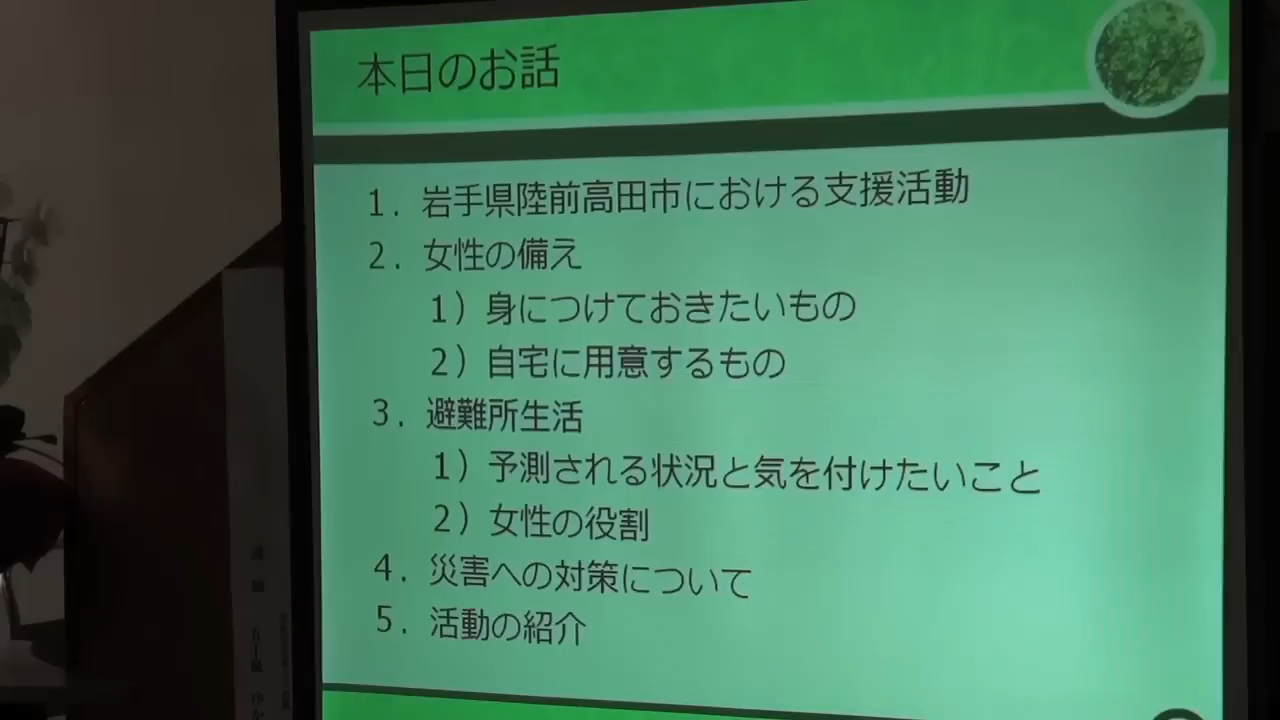 本日のお話
1. 岩手県陸前高田市における支援活動
2. 女性の備え
1）身につけておきたいもの
2）自宅に用意するもの
3. 避難所生活
1）予測される状況と気を付けたいこと
2）女性の役割
4. 災害への対策について
5. 活動の紹介
講師